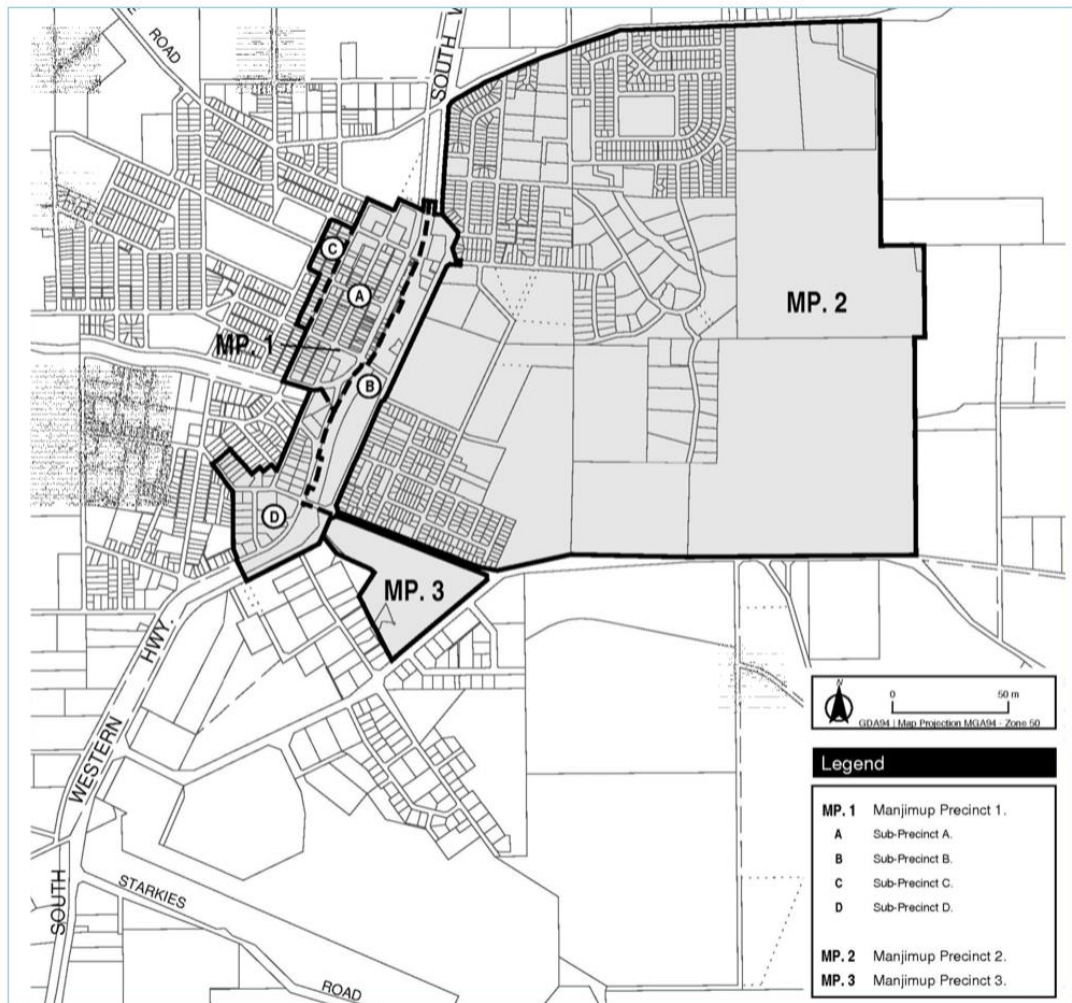 ROAD
SOUTH
C
A
MP. 2
MP. 1
B
D
MP. 3
HWY.
WESTERN
SOUTH
STARKIES
ROAD
N
0 50 m
GDA94 | Map Projection MGA94 - Zone 50
Legend
MP. 1 Manjimup Precinct 1.
A Sub-Precinct A.
B Sub-Precinct B.
C Sub-Precinct C.
D Sub-Precinct D.
MP. 2 Manjimup Precinct 2.
MP. 3 Manjimup Precinct 3.